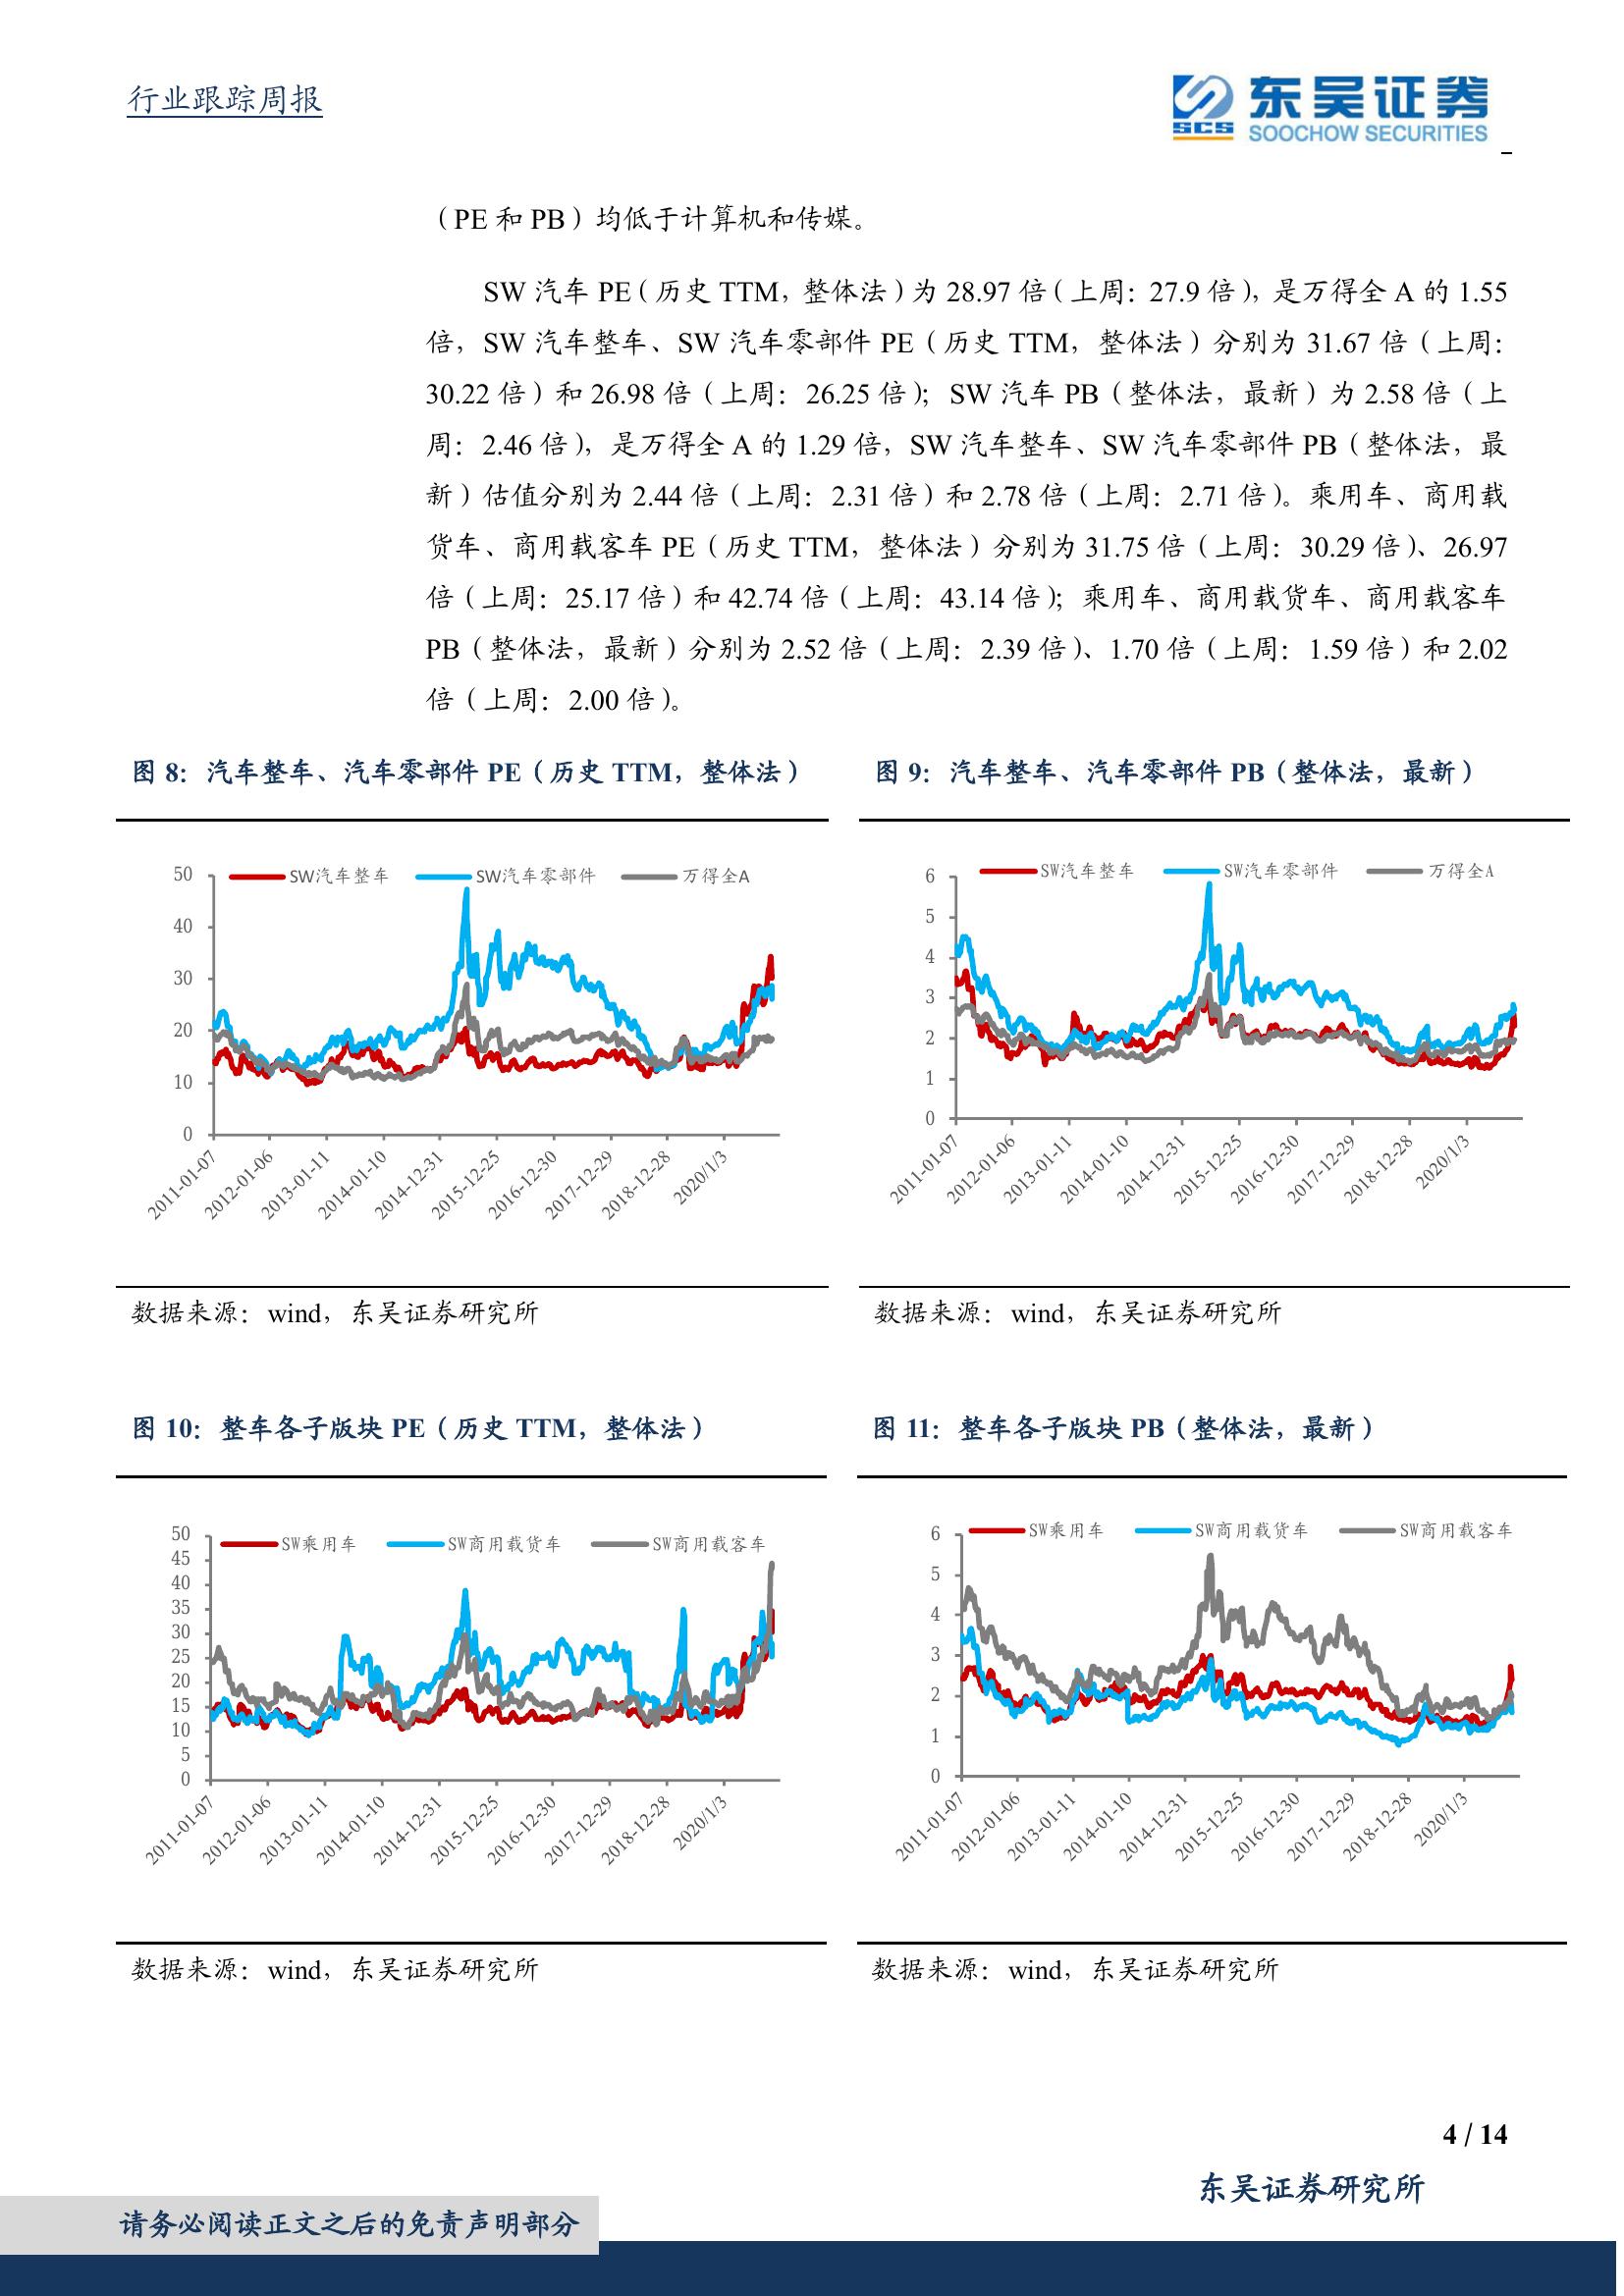 行业跟踪周报
东吴证券
SCS
SOOCHOW SECURITIES
（PE 和 PB）均低于计算机和传媒。
SW 汽车 PE（历史 TTM，整体法）为 28.97 倍（上周：27.9 倍），是万得全 A 的 1.55
倍，SW 汽车整车、SW 汽车零部件 PE（历史 TTM，整体法）分别为 31.67 倍（上周：
30.22 倍）和 26.98 倍（上周：26.25 倍）；SW 汽车 PB（整体法，最新）为 2.58 倍（上
周：2.46 倍），是万得全 A 的 1.29 倍，SW 汽车整车、SW 汽车零部件 PB（整体法，最
新）估值分别为 2.44 倍（上周：2.31 倍）和 2.78 倍（上周：2.71 倍）。乘用车、商用载
货车、商用载客车 PE（历史 TTM，整体法）分别为 31.75 倍（上周：30.29 倍）、26.97
倍（上周：25.17 倍）和 42.74 倍（上周：43.14 倍）；乘用车、商用载货车、商用载客车
PB（整体法，最新）分别为 2.52 倍（上周：2.39 倍）、1.70 倍（上周：1.59 倍）和 2.02
倍（上周：2.00 倍）。
图 8：汽车整车、汽车零部件 PE（历史 TTM，整体法）
SW汽车整车 SW汽车零部件 万得全A
50
40
30
20
10
0
2011-01-07 2012-01-06 2013-01-11 2014-01-10 2014-12-31 2015-12-25 2016-12-30 2017-12-29 2018-12-28 2020/1/3
数据来源：wind，东吴证券研究所
图 9：汽车整车、汽车零部件 PB（整体法，最新）
SW汽车整车 SW汽车零部件 万得全A
6
5
4
3
2
1
0
2011-01-07 2012-01-06 2013-01-11 2014-01-10 2014-12-31 2015-12-25 2016-12-30 2017-12-29 2018-12-28 2020/1/3
数据来源：wind，东吴证券研究所
图 10：整车各子版块 PE（历史 TTM，整体法）
SW乘用车 SW商用载货车 SW商用载客车
50
45
40
35
30
25
20
15
10
5
0
2011-01-07 2012-01-06 2013-01-11 2014-01-10 2014-12-31 2015-12-25 2016-12-30 2017-12-29 2018-12-28 2020/1/3
数据来源：wind，东吴证券研究所
图 11：整车各子版块 PB（整体法，最新）
SW乘用车 SW商用载货车 SW商用载客车
6
5
4
3
2
1
0
2011-01-07 2012-01-06 2013-01-11 2014-01-10 2014-12-31 2015-12-25 2016-12-30 2017-12-29 2018-12-28 2020/1/3
数据来源：wind，东吴证券研究所
4 / 14
东吴证券研究所
请务必阅读正文之后的免责声明部分